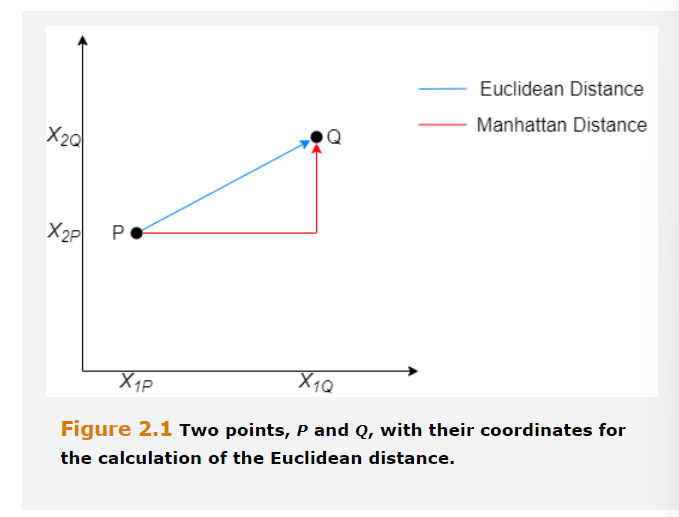 Euclidean Distance
Manhattan Distance
X2Q
Q
X2P
P
X1P
X1Q
Figure 2.1 Two points, P and Q, with their coordinates for
the calculation of the Euclidean distance.